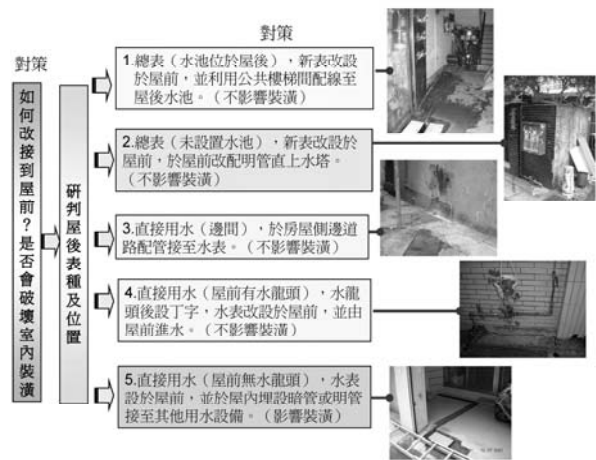 對策
對策
如何改接到屋前？是否會破壞室內裝潢
研判屋後表種及位置
1.總表（水池位於屋後），新表改設
於屋前，並利用公共樓梯間配線至
屋後水池。（不影響裝潢）
2.總表（未設置水池），新表改設於
屋前，於屋前改配明管直上水塔。
（不影響裝潢）
3.直接用水（邊間），於房屋側邊道
路配管接至水表。（不影響裝潢）
4.直接用水（屋前有水龍頭），水龍
頭後設丁字，水表改設於屋前，並由
屋前進水。（不影響裝潢）
5.直接用水（屋前無水龍頭），水表
設於屋前，並於屋內埋設暗管或明管
接至其他用水設備。（影響裝潢）